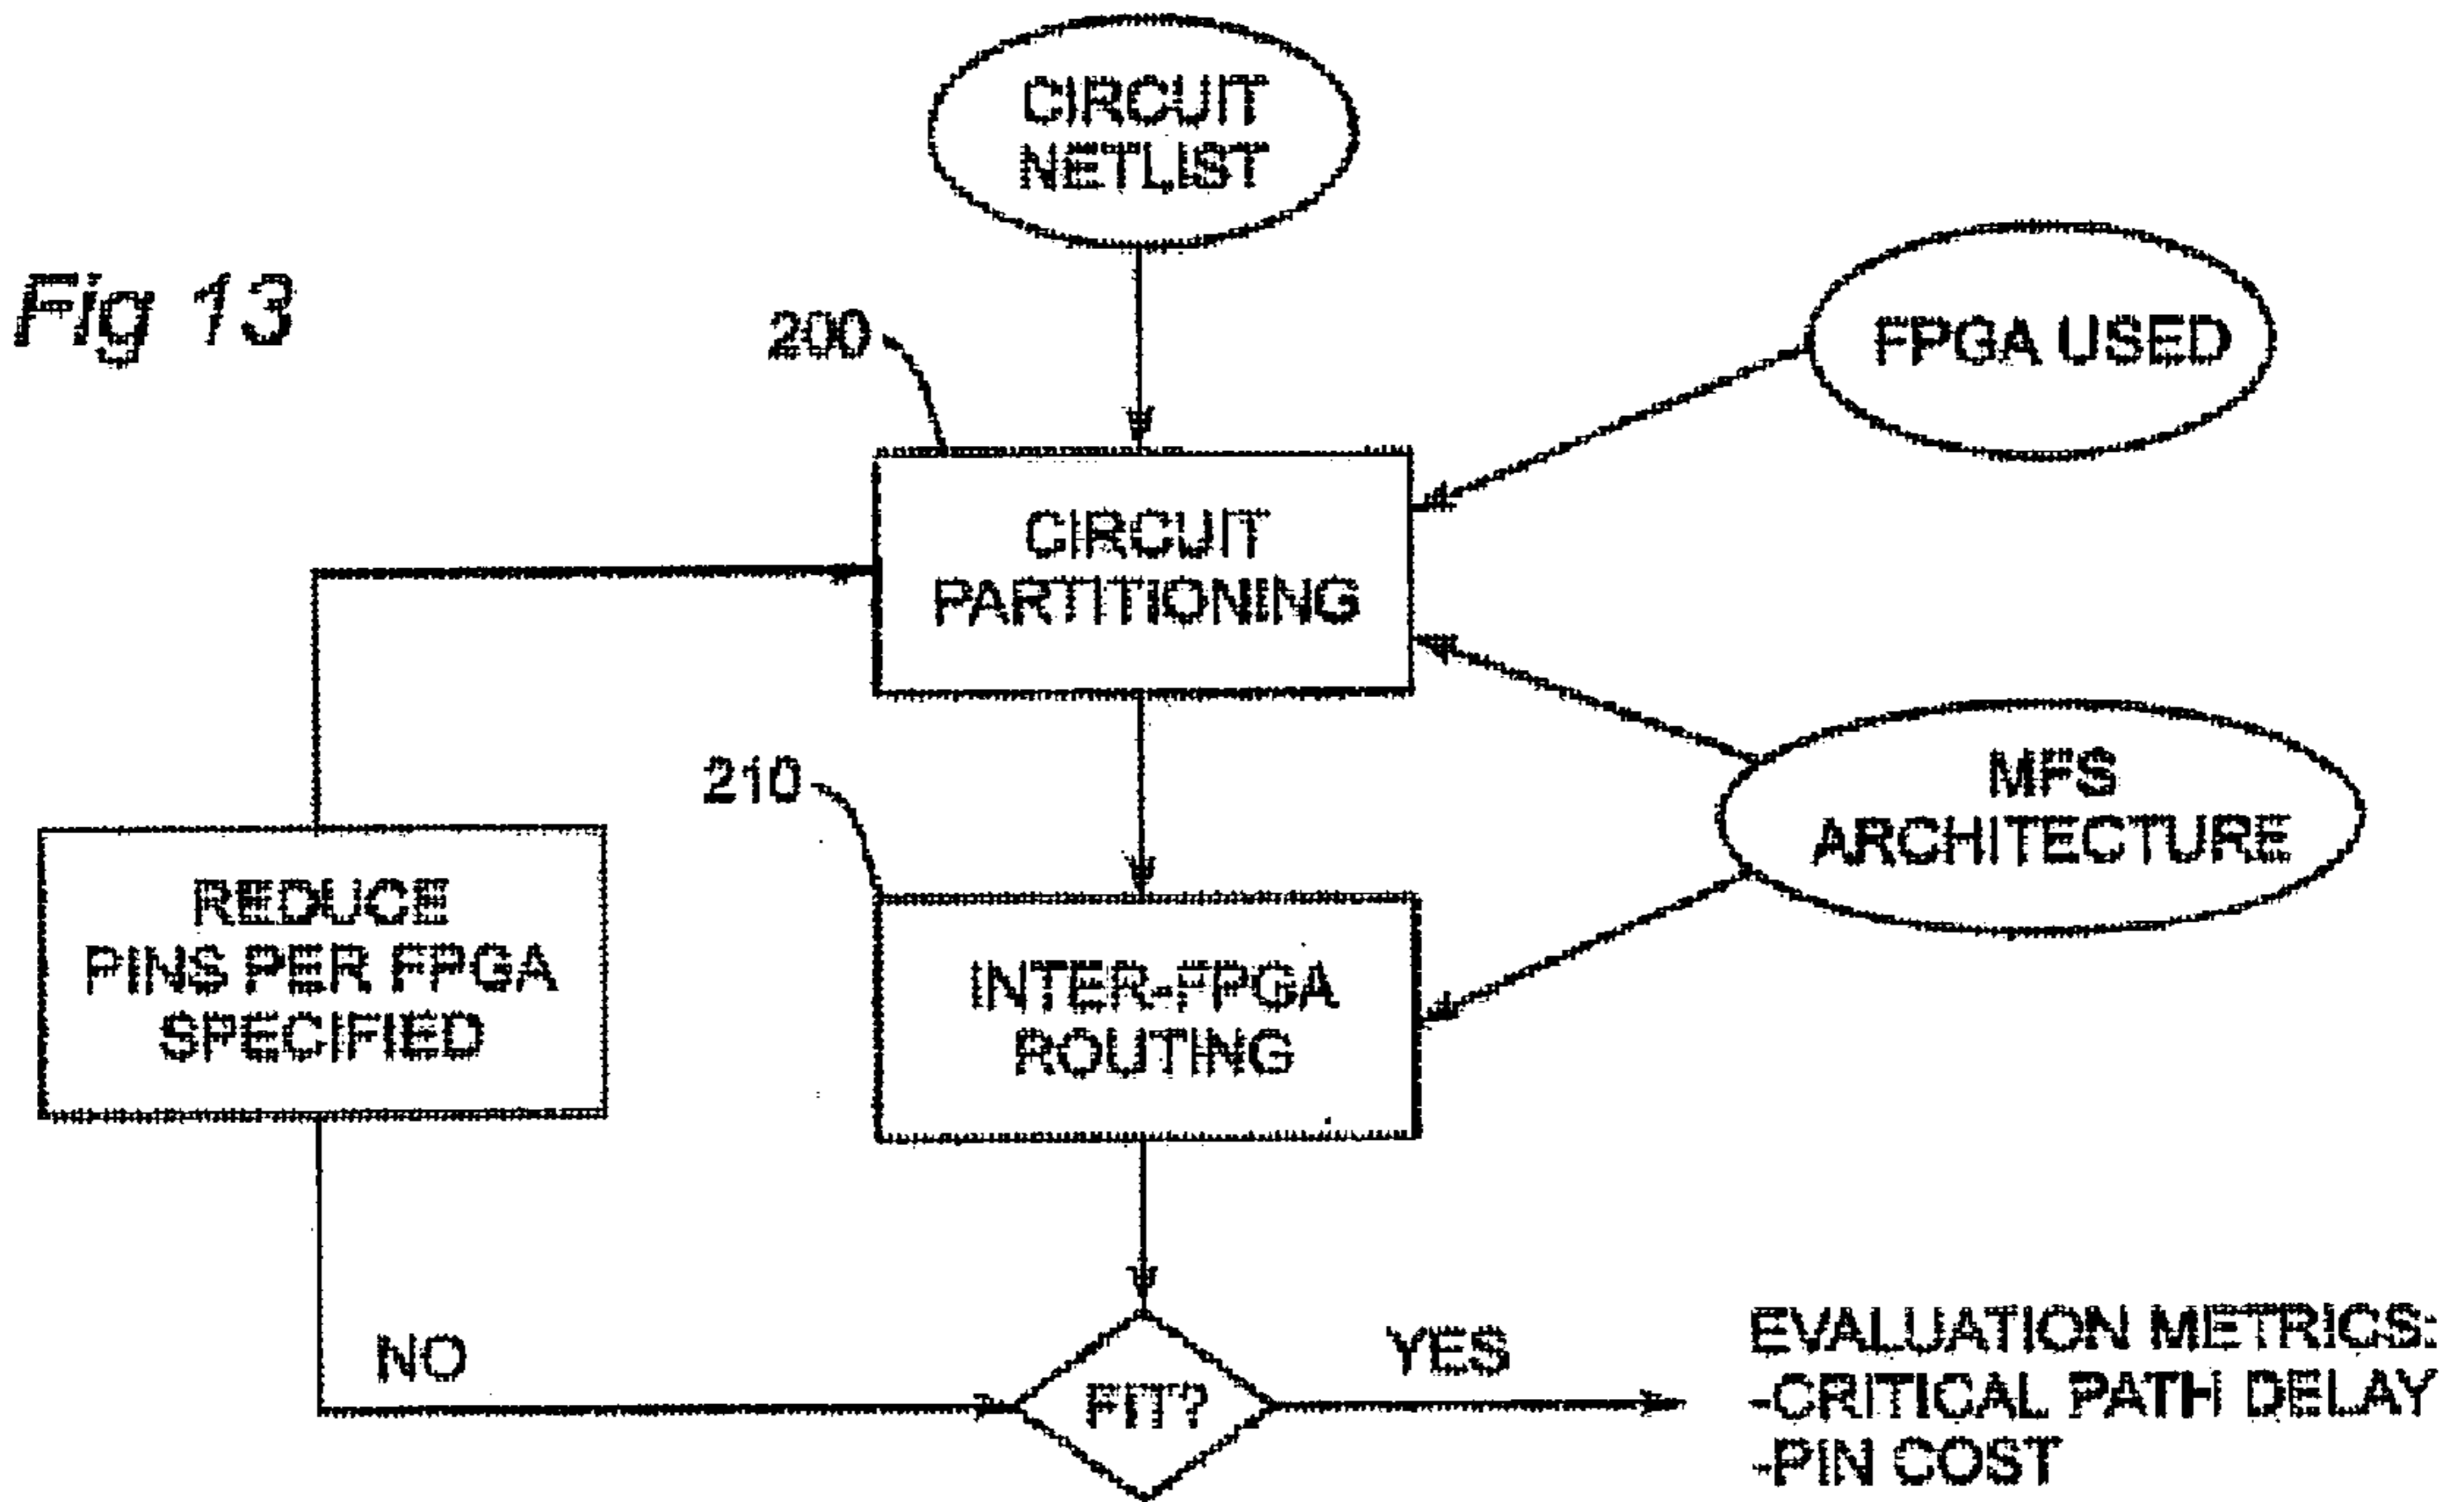 CIRCUIT
NETLIST
Fig 13
200
FPGA USED
CIRCUIT
PARTITIONING
210
MFS
ARCHITECTURE
REDUCE
PINS PER FPGA
SPECIFIED
INTER-FPGA
ROUTING
NO
FIT?
YES
EVALUATION METRICS:
-CRITICAL PATH DELAY
-PIN COST